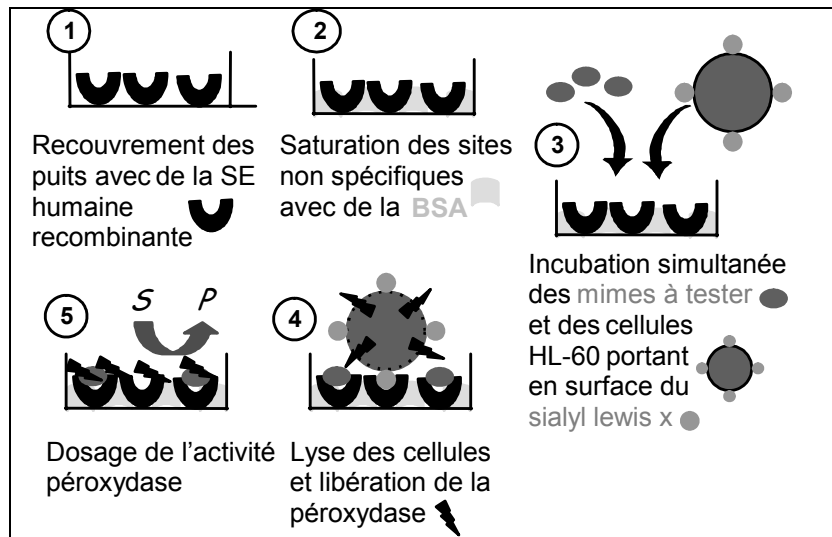 1
Recouvrement des
puits avec de la SE
humaine
recombinante
2
Saturation des sites
non spécifiques
avec de la BSA
3
Incubation simultanée
des mimes à tester
et des cellules
HL-60 portant
en surface du
sialyl lewis x
4
Lyse des cellules
et libération de la
péroxydase
5
S P
Dosage de l'activité
péroxydase